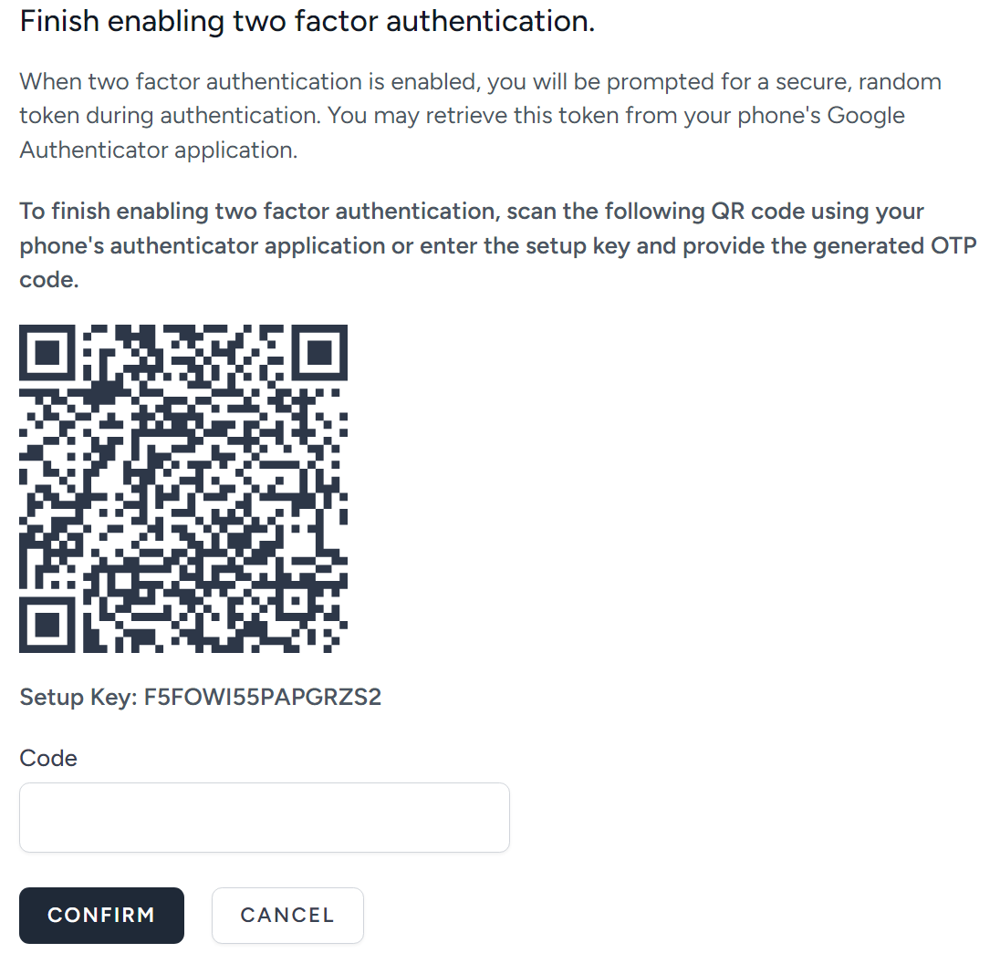 Finish enabling two factor authentication.
When two factor authentication is enabled, you will be prompted for a secure, random
token during authentication. You may retrieve this token from your phone's Google
Authenticator application.
To finish enabling two factor authentication, scan the following QR code using your
phone's authenticator application or enter the setup key and provide the generated OTP
code.
Setup Key: F5FOWI55PAPGRZS2
Code
CONFIRM
CANCEL